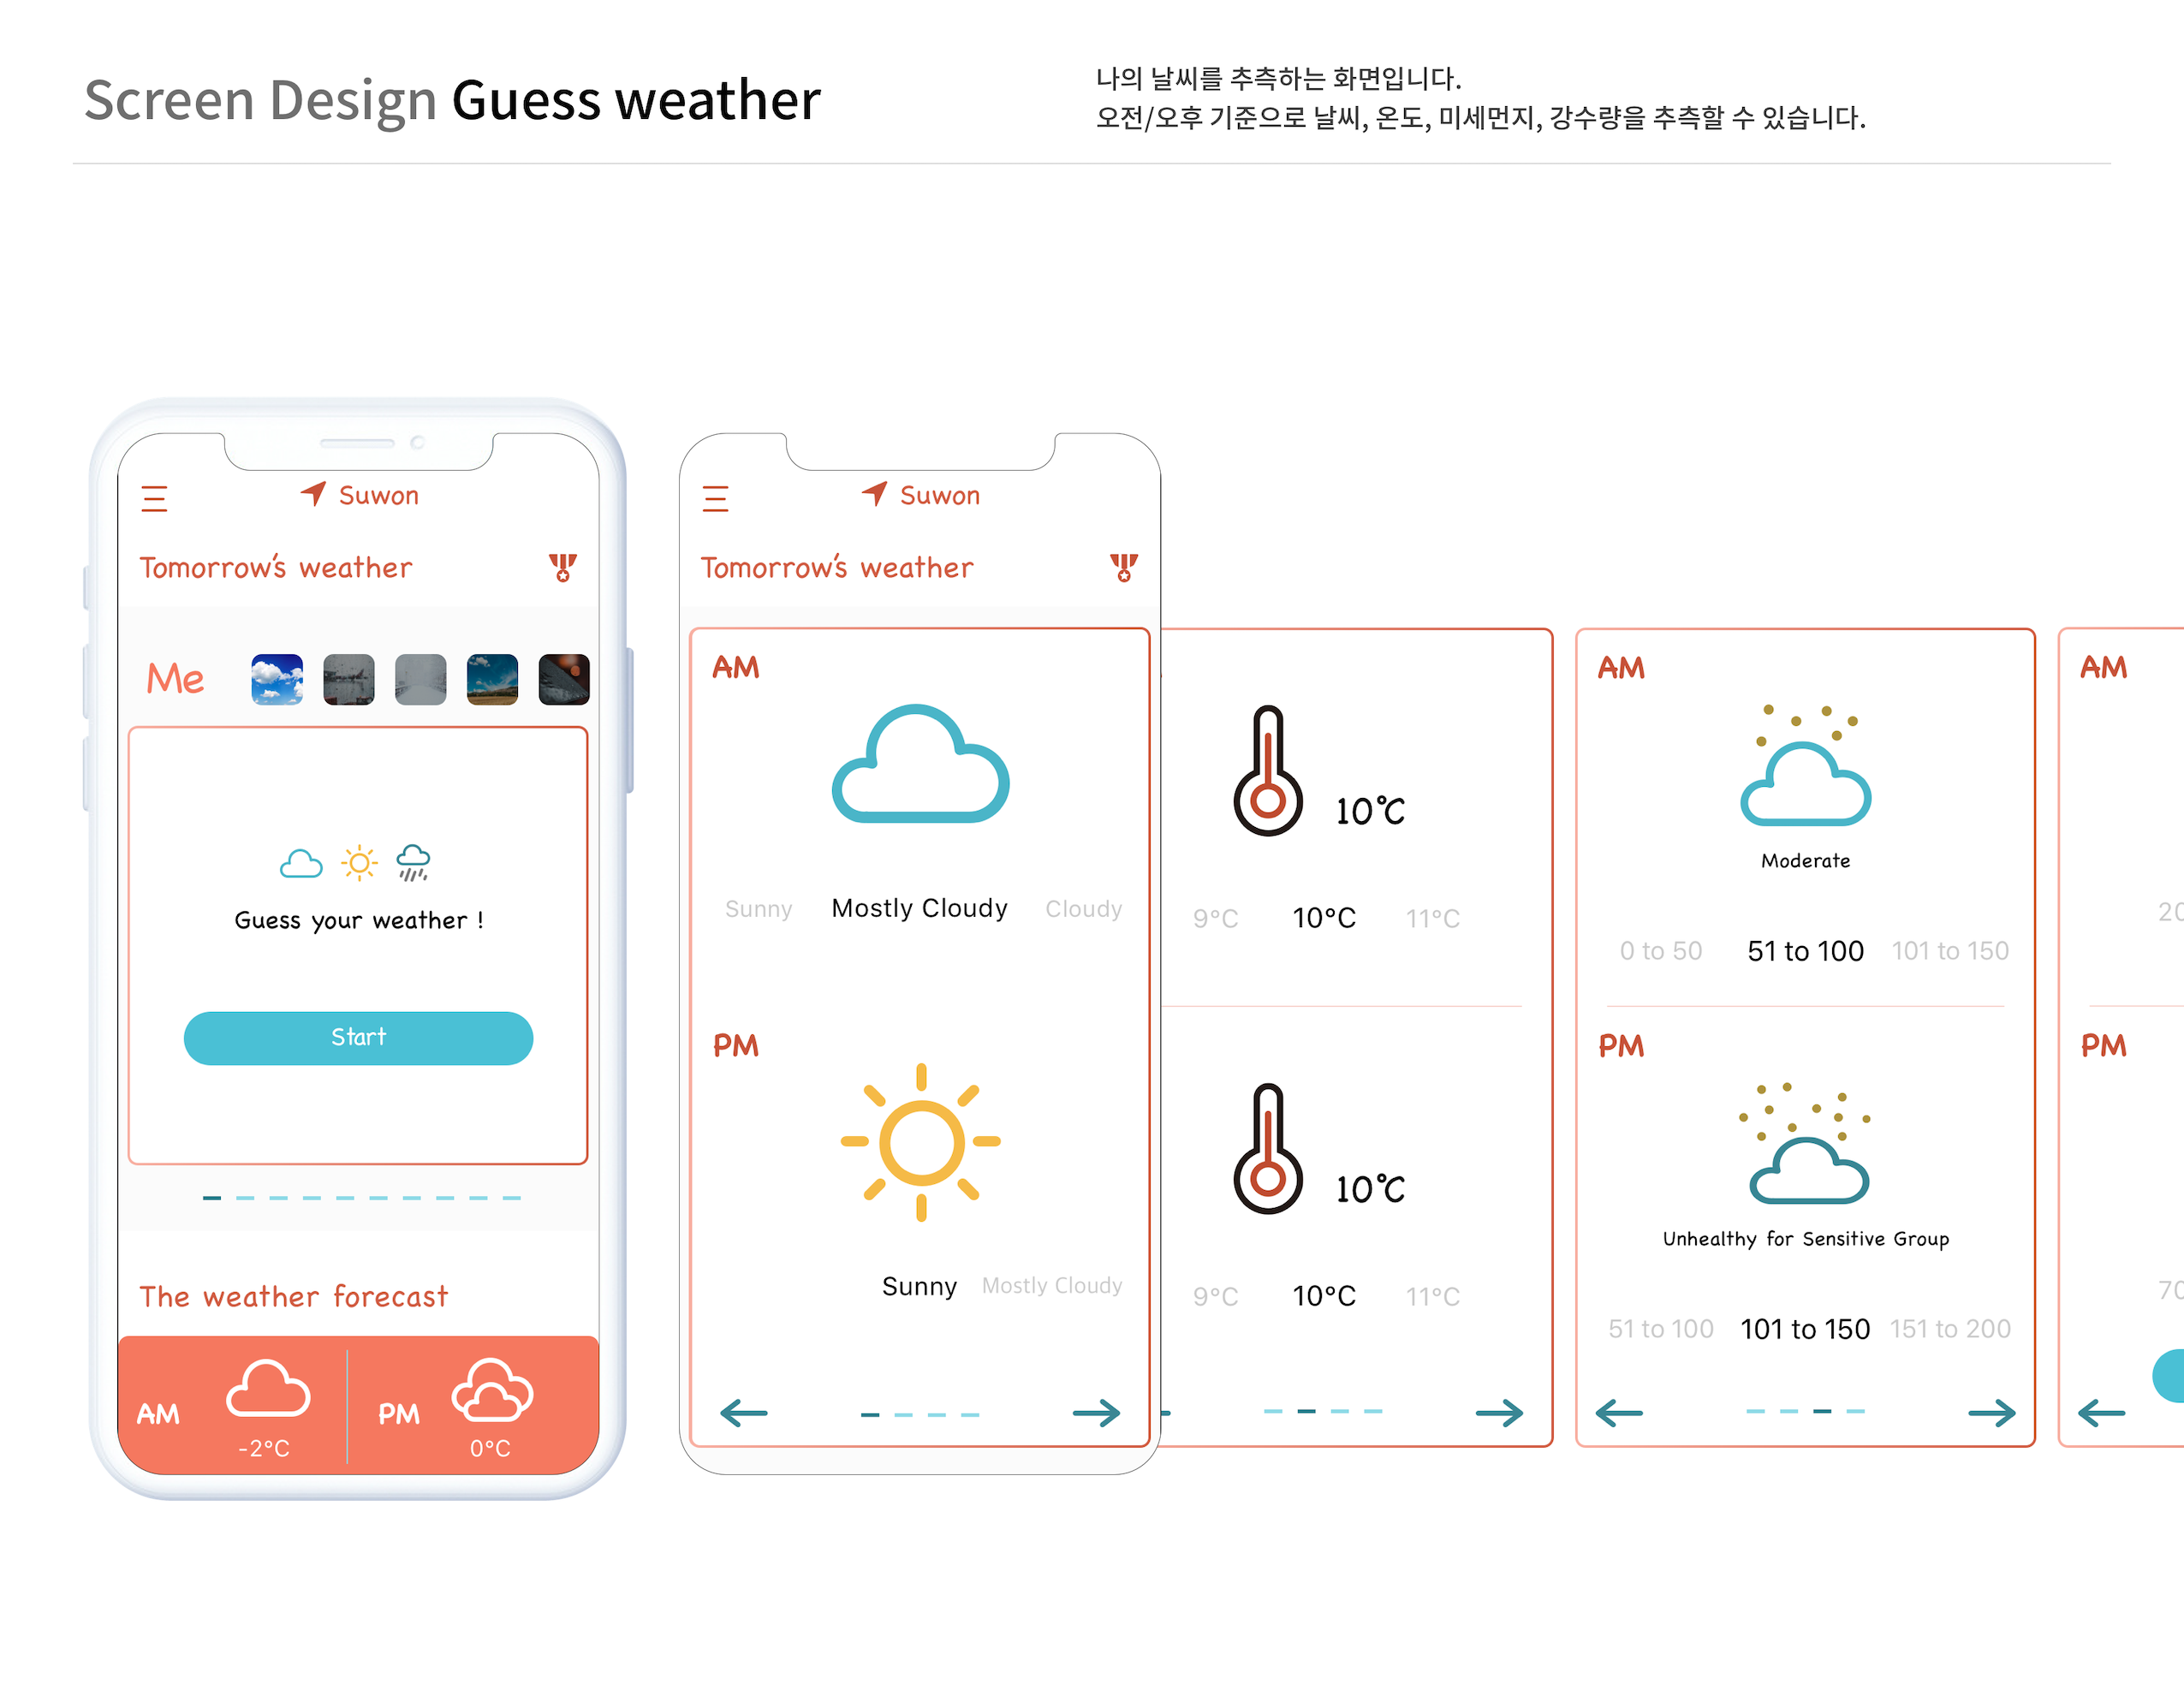 Screen Design Guess weather
나의 날씨를 추측하는 화면입니다.
오전/오후 기준으로 날씨, 온도, 미세먼지, 강수량을 추측할 수 있습니다.
Suwon
Tomorrow's weather
Me
Guess your weather !
Start
The weather forecast
AM
-2°C
PM
0°C
Suwon
Tomorrow's weather
AM
Sunny Mostly Cloudy Cloudy
PM
Sunny Mostly Cloudy
10°C
9°C 10°C 11°C
10°C
9°C 10°C 11°C
AM
Moderate
0 to 50 51 to 100 101 to 150
PM
Unhealthy for Sensitive Group
51 to 100 101 to 150 151 to 200
AM
PM